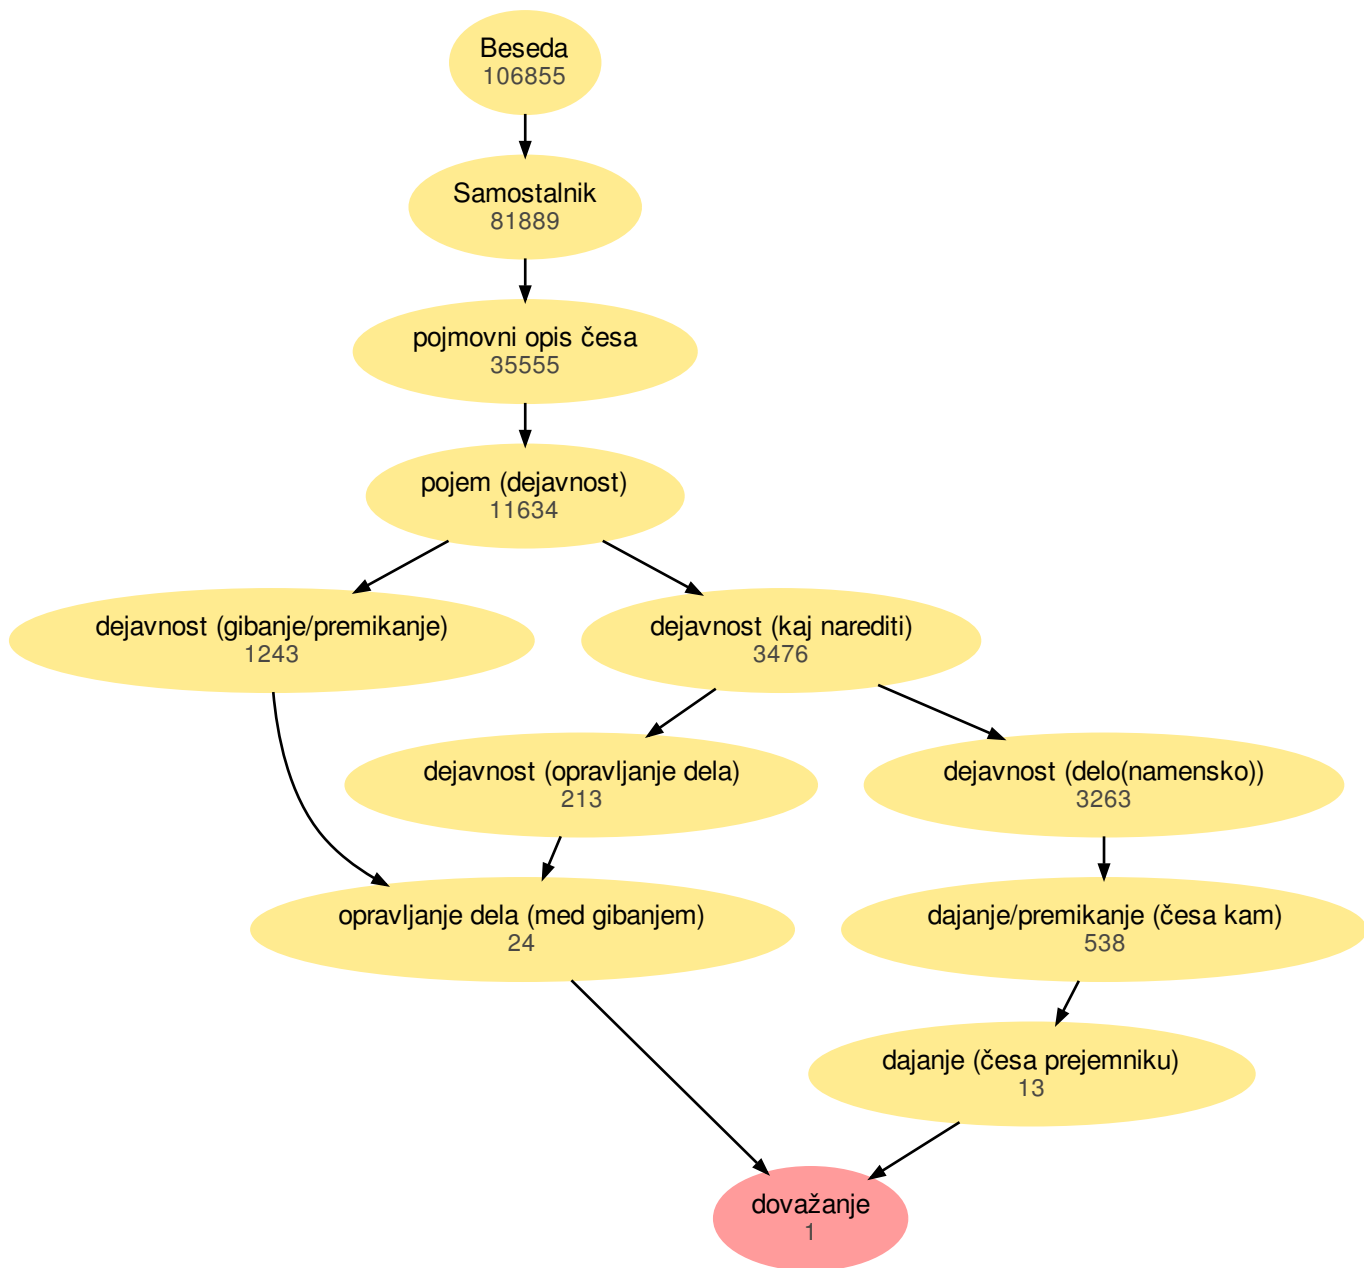 Beseda
106855
Samostalnik
81889
pojmovni opis česa
35555
pojem (dejavnost)
11634
dejavnost (gibanje/premikanje)
1243
dejavnost (kaj narediti)
3476
dejavnost (opravljanje dela)
213
dejavnost (delo(namensko))
3263
opravljanje dela (med gibanjem)
24
dajanje/premikanje (česa kam)
538
dajanje (česa prejemniku)
13
dovažanje
1